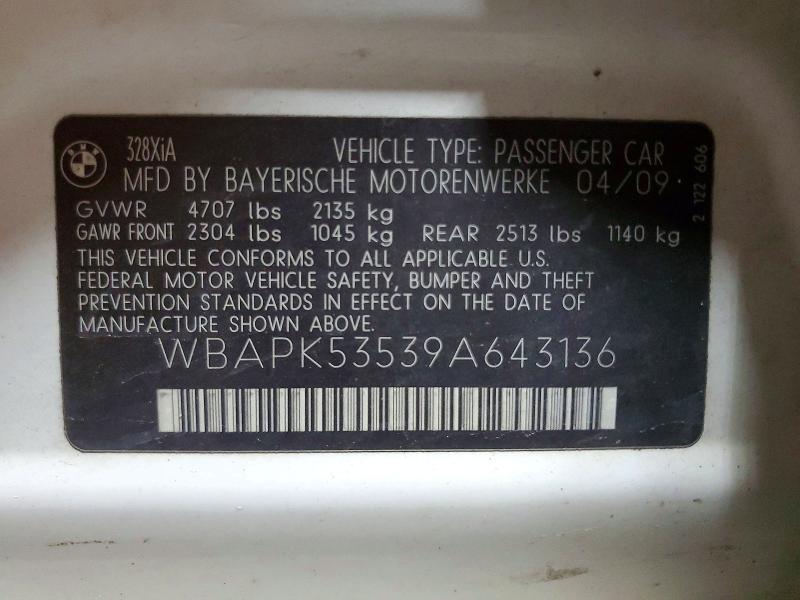 BMW
328XiA VEHICLE TYPE: PASSENGER CAR
MFD BY BAYERISCHE MOTORENWERKE 04/09
GVWR 4707 lbs 2135 kg
GAWR FRONT 2304 lbs 1045 kg REAR 2513 lbs 1140 kg
THIS VEHICLE CONFORMS TO ALL APPLICABLE U.S.
FEDERAL MOTOR VEHICLE SAFETY, BUMPER AND THEFT
PREVENTION STANDARDS IN EFFECT ON THE DATE OF
MANUFACTURE SHOWN ABOVE.
WBAPK53539A643136
2 122 606